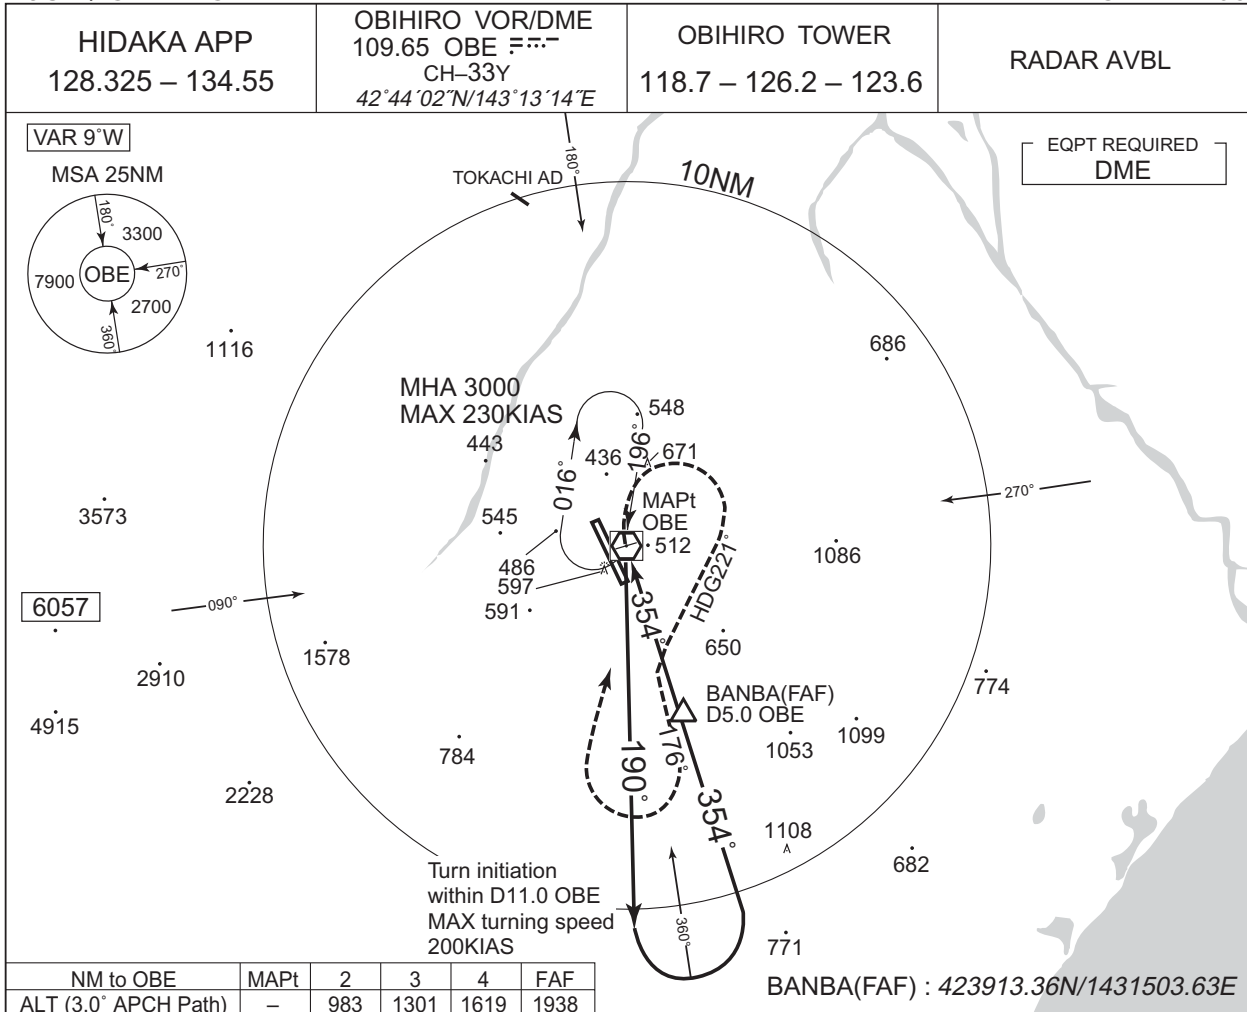 HIDAKA APP
128.325 – 134.55
OBIHIRO VOR/DME
109.65 OBE
CH–33Y
42°44´02˝N/143°13´14˝E
OBIHIRO TOWER
118.7 – 126.2 – 123.6
RADAR AVBL
VAR 9°W
MSA 25NM
180°
3300
7900
OBE
270°
2700
360°
EQPT REQUIRED
DME
180°
TOKACHI AD
10NM
1116
686
MHA 3000
MAX 230KIAS
548
443
016°
196°
436
671
270°
3573
MAPt
OBE
545
512
1086
486
597
591
HDG221°
6057
090°
354°
650
1578
2910
774
BANBA(FAF)
D5.0 OBE
4915
1099
1053
784
190°
176°
354°
2228
1108
682
Turn initiation
within D11.0 OBE
MAX turning speed
200KIAS
360°
771
NM to OBE MAPt 2 3 4 FAF
ALT (3.0° APCH Path) – 983 1301 1619 1938
BANBA(FAF) : 423913.36N/1431503.63E